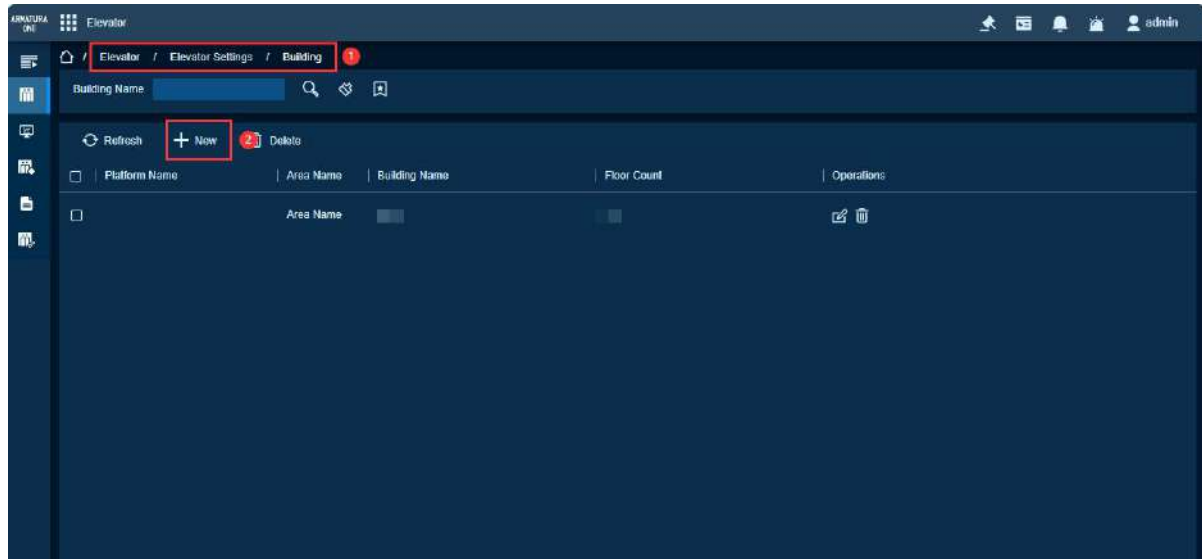 ARMATURA
ONE
Elevator
admin
/ Elevator / Elevator Settings / Building 1
Building Name
Refresh New 2 Delete
Platform Name Area Name Building Name Floor Count Operations
Area Name